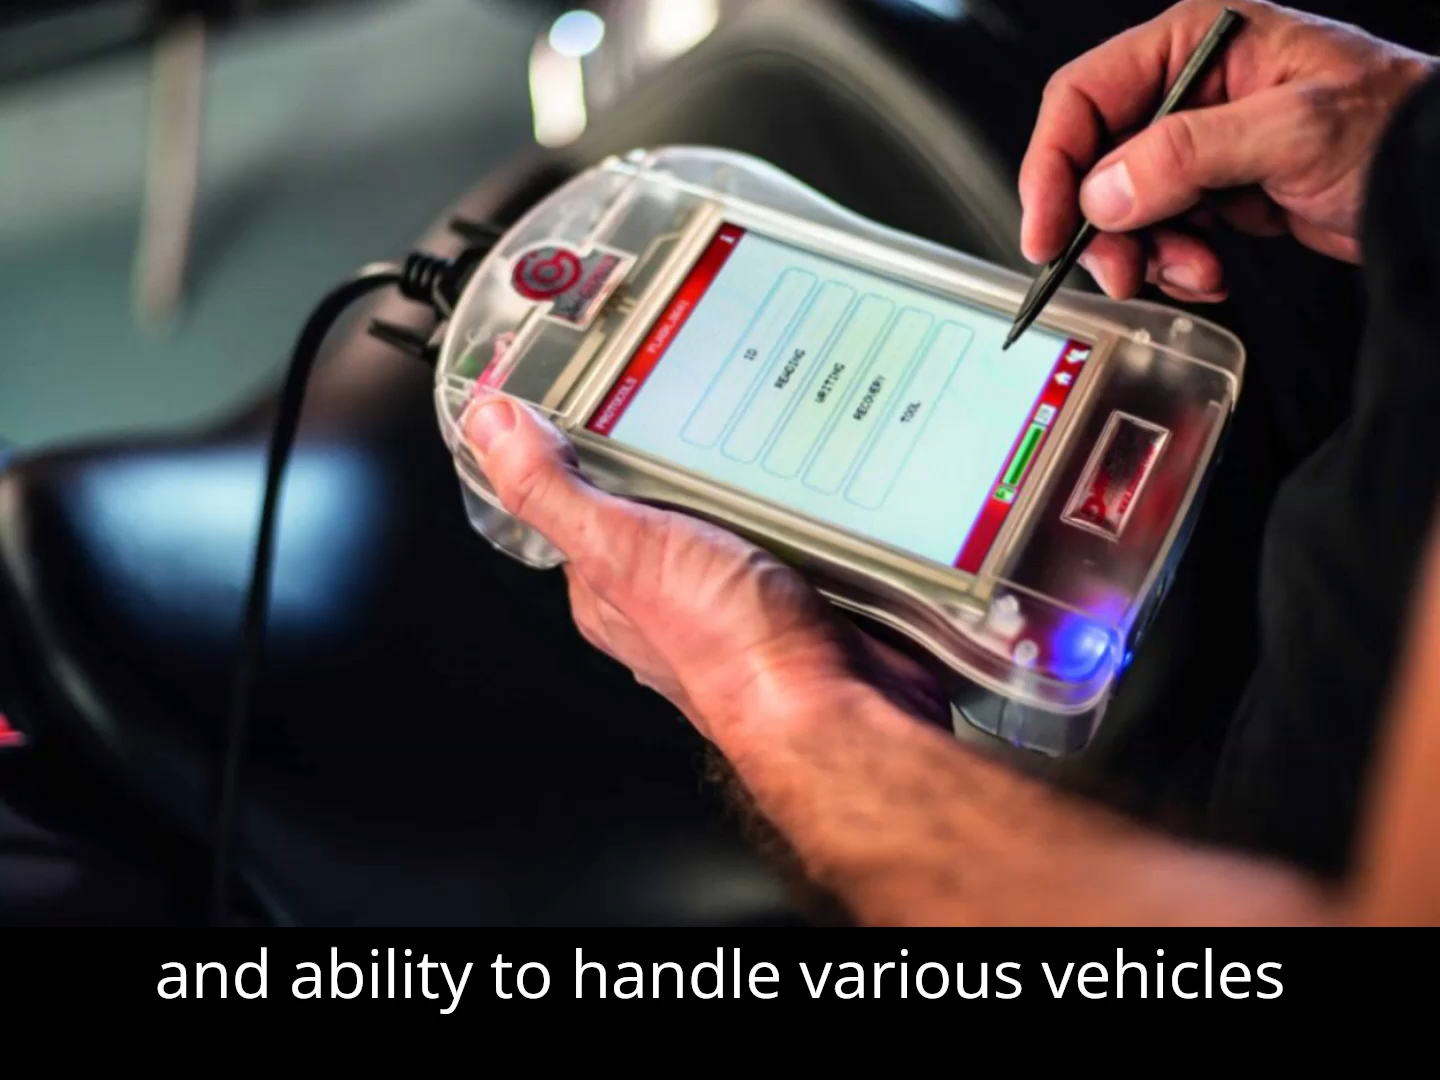 PROTOCOLS
ID
READING
WRITING
RECOVERY
TOOL
and ability to handle various vehicles